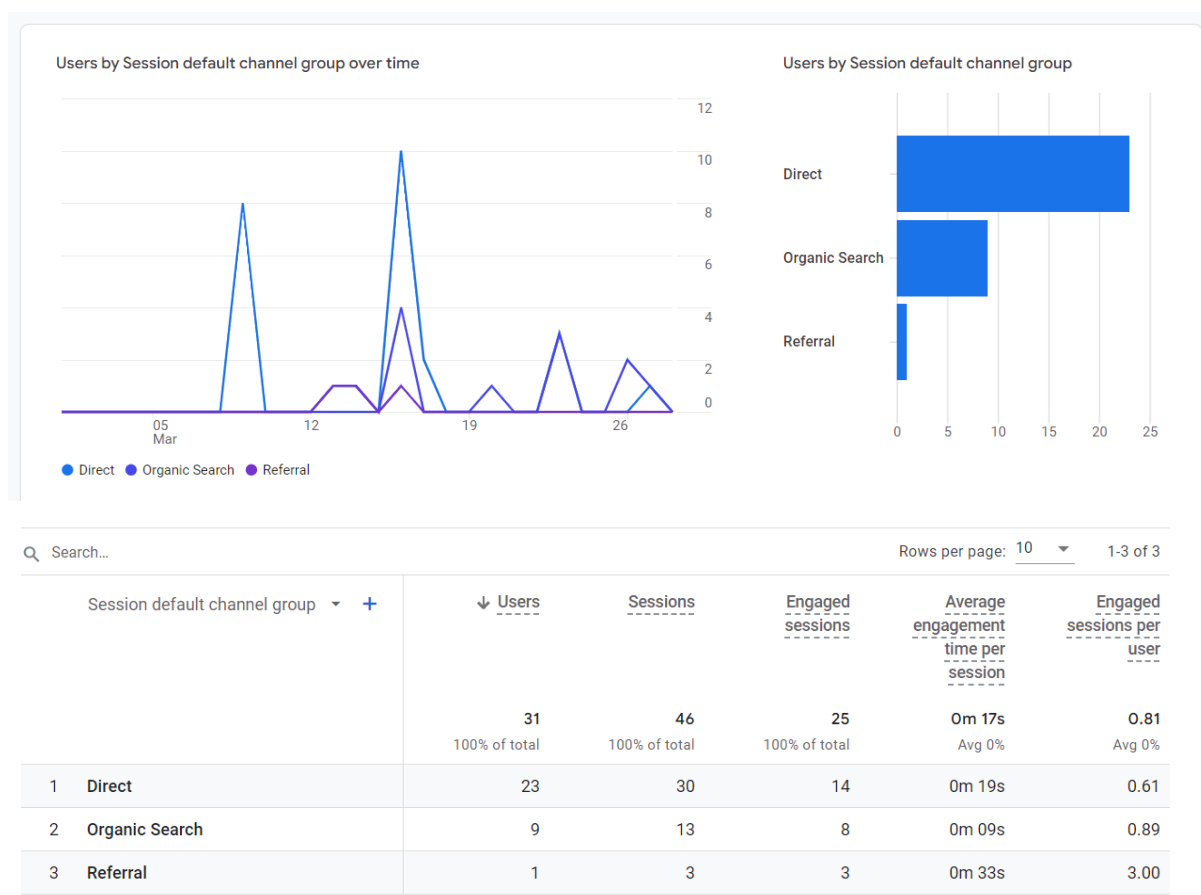 Users by Session default channel group over time
12
10
8
6
4
2
0
05
Mar
12
19
26
Direct
Organic Search
Referral
Users by Session default channel group
Direct
Organic Search
Referral
0
5
10
15
20
25
Search...
Rows per page: 10
1-3 of 3
Session default channel group +
Users
Sessions
Engaged
sessions
Average
engagement
time per
session
Engaged
sessions per
user
31 46 25 0m 17s 0.81
100% of total 100% of total 100% of total Avg 0% Avg 0%
1 Direct 23 30 14 0m 19s 0.61
2 Organic Search 9 13 8 0m 09s 0.89
3 Referral 1 3 3 0m 33s 3.00